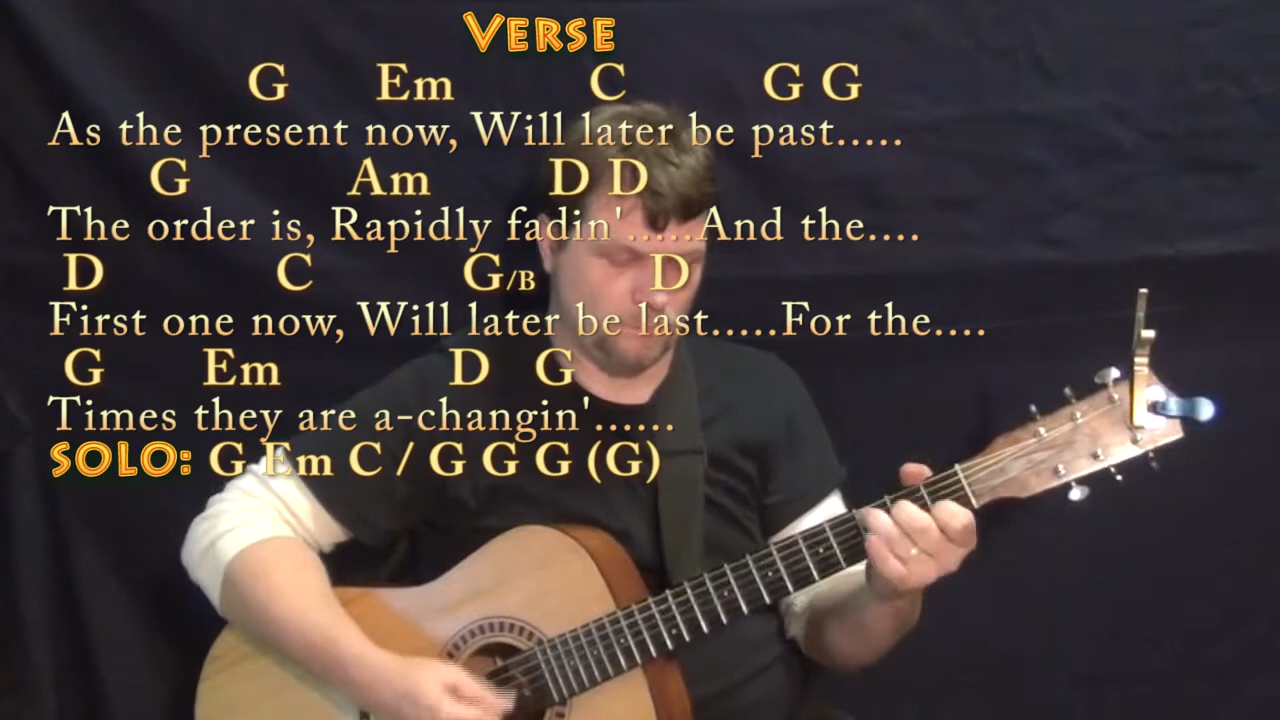 VERSE
G Em C G G
As the present now, Will later be past.....
G Am D D
The order is, Rapidly fadin'.....And the....
D C G/B D
First one now, Will later be last.....For the....
G Em D G
Times they are a-changin'......
SOLO: G Em C / G G G (G)